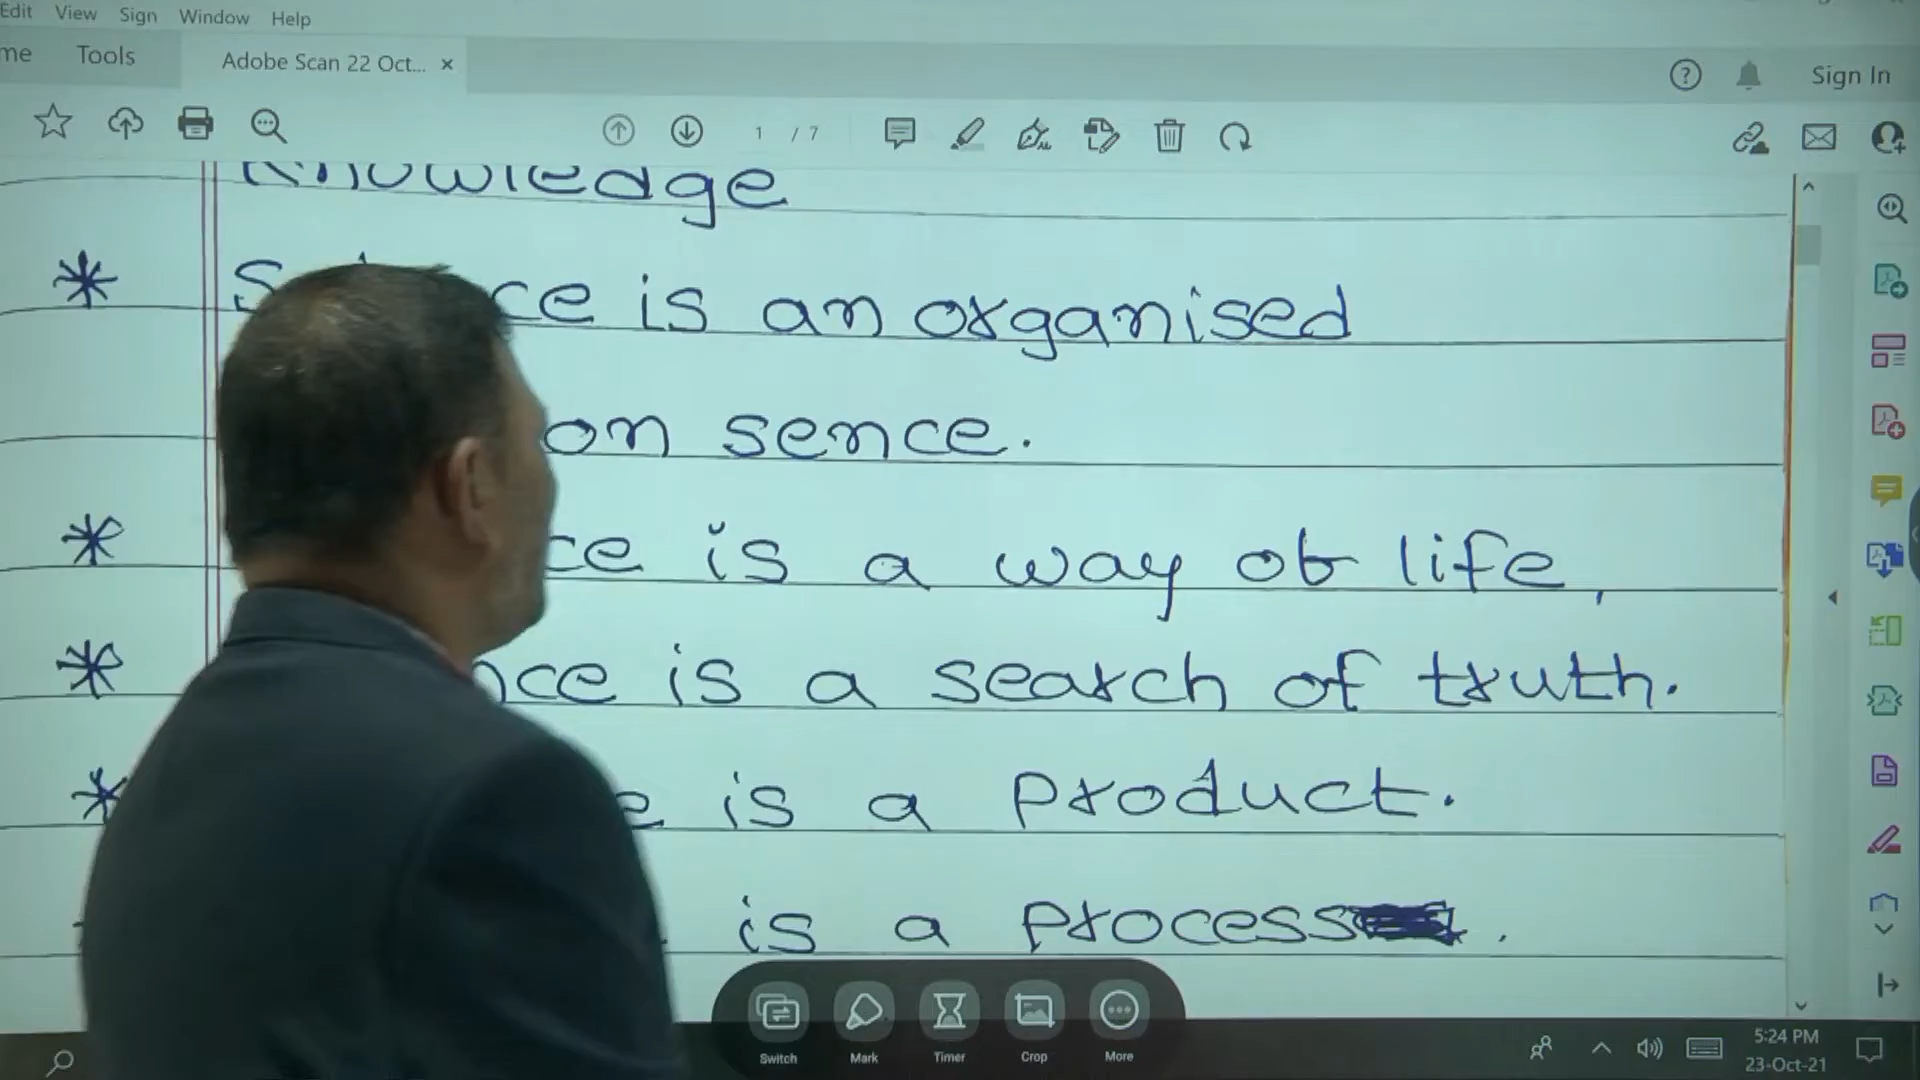 Edit View Sign Window Help
me Tools Adobe Scan 22 Oct... ×
Sign In
1 / 7
Knowledge
* ce is an organised
on sence.
* ce is a way of life,
* nce is a search of truth.
* e is a product.
is a process .
Switch Mark Timer Crop More
5:24 PM
23-Oct-21